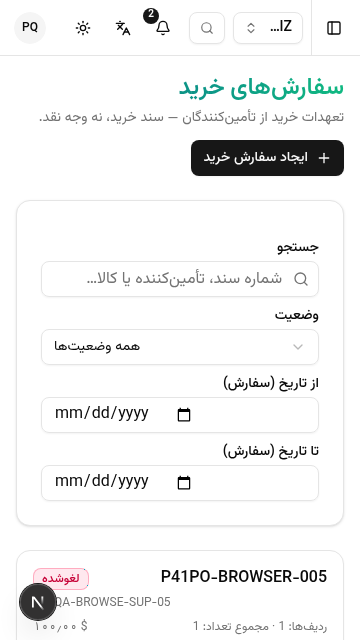 IZ...
2
PQ
سفارش‌های خرید
تعهدات خرید از تأمین‌کنندگان — سند خرید، نه وجه نقد.
ایجاد سفارش خرید
جستجو
شماره سند، تأمین‌کننده یا کالا...
وضعیت
همه وضعیت‌ها
از تاریخ (سفارش)
mm/dd/yyyy
تا تاریخ (سفارش)
mm/dd/yyyy
P41PO-BROWSER-005
لغوشده
QA-BROWSE-SUP-05
ردیف‌ها: 1 · مجموع تعداد: 1
$ ۱۰۰٫۰۰
N